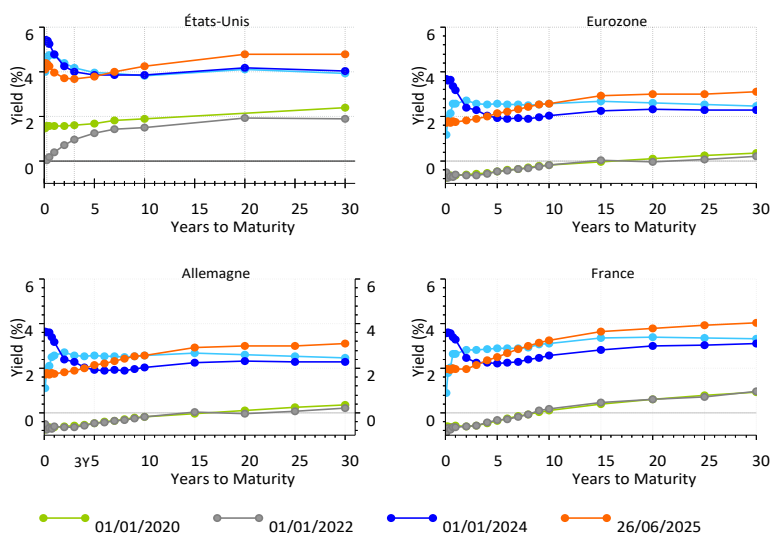 États-Unis
Yield (%)
6
4
2
0
0 5 10 15 20 25 30
Years to Maturity
Eurozone
Yield (%)
6
4
2
0
0 5 10 15 20 25 30
Years to Maturity
Allemagne
Yield (%)
6
4
2
0
6
4
2
0
0 3Y5 10 15 20 25 30
Years to Maturity
France
Yield (%)
6
4
2
0
0 5 10 15 20 25 30
Years to Maturity
01/01/2020 01/01/2022 01/01/2024 26/06/2025